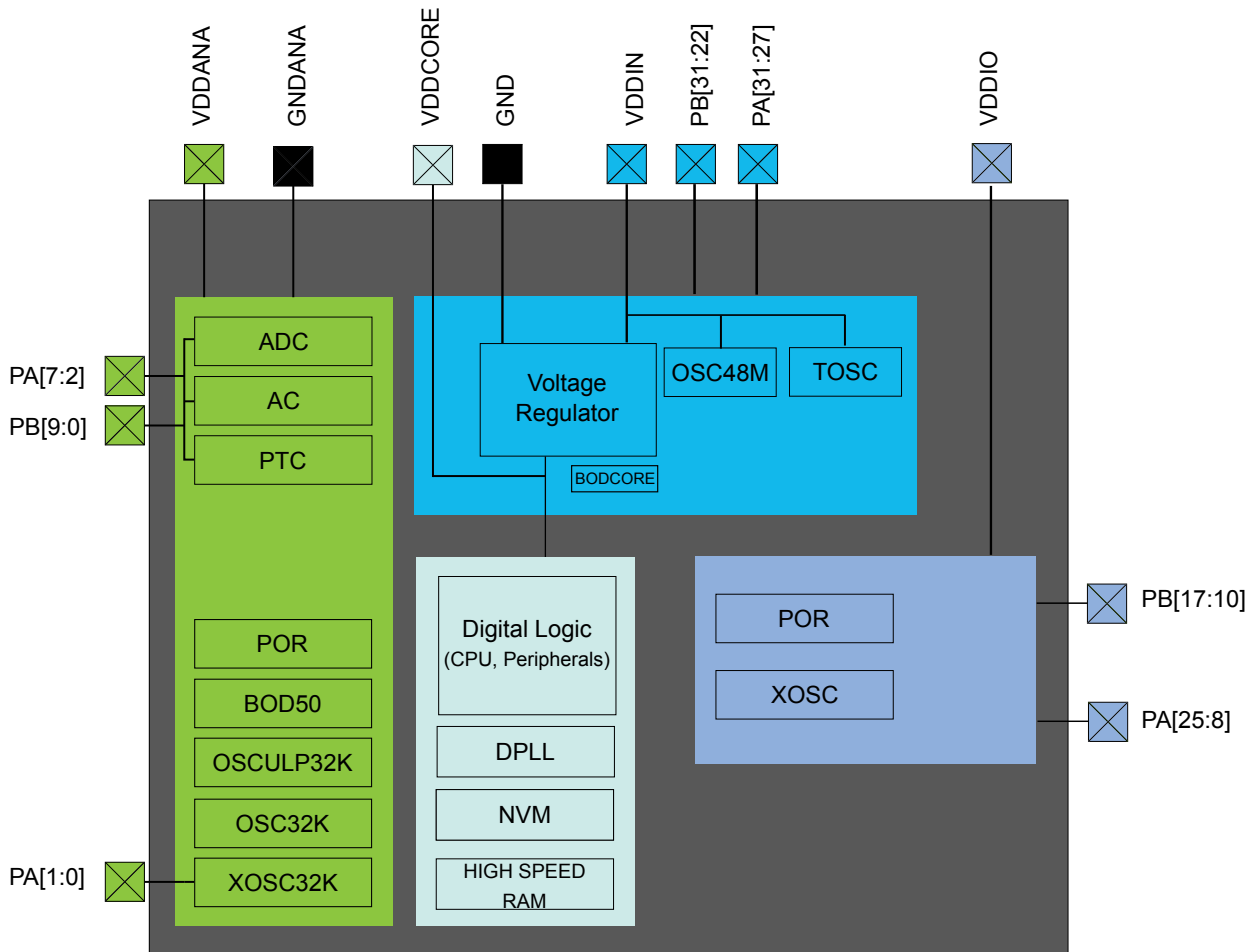 VDDANA
GNDANA
VDDCORE
GND
VDDIN
PB[31:22]
PA[31:27]
VDDIO
PA[7:2]
PB[9:0]
PA[1:0]
ADC
AC
PTC
POR
BOD50
OSCULP32K
OSC32K
XOSC32K
Voltage
Regulator
OSC48M
TOSC
BODCORE
Digital Logic
(CPU, Peripherals)
DPLL
NVM
HIGH SPEED
RAM
POR
XOSC
PB[17:10]
PA[25:8]